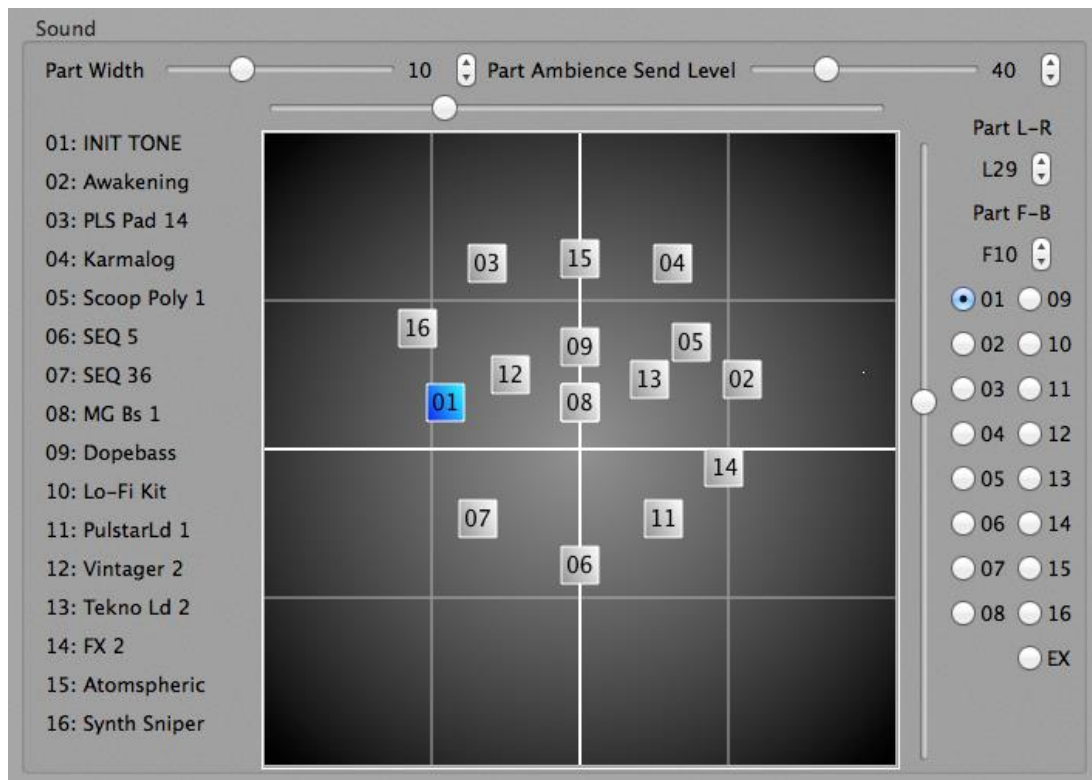 Sound
Part Width 10 Part Ambience Send Level 40
Part L-R
L29
Part F-B
F10
01: INIT TONE
02: Awakening
03: PLS Pad 14
04: Karmalog
05: Scoop Poly 1
06: SEQ 5
07: SEQ 36
08: MG Bs 1
09: Dopebass
10: Lo-Fi Kit
11: PulstarLd 1
12: Vintager 2
13: Tekno Ld 2
14: FX 2
15: Atomspheric
16: Synth Sniper
03 15 04
16 09 05
12 13 02
01 08
14
07 11
06
01 09
02 10
03 11
04 12
05 13
06 14
07 15
08 16
EX